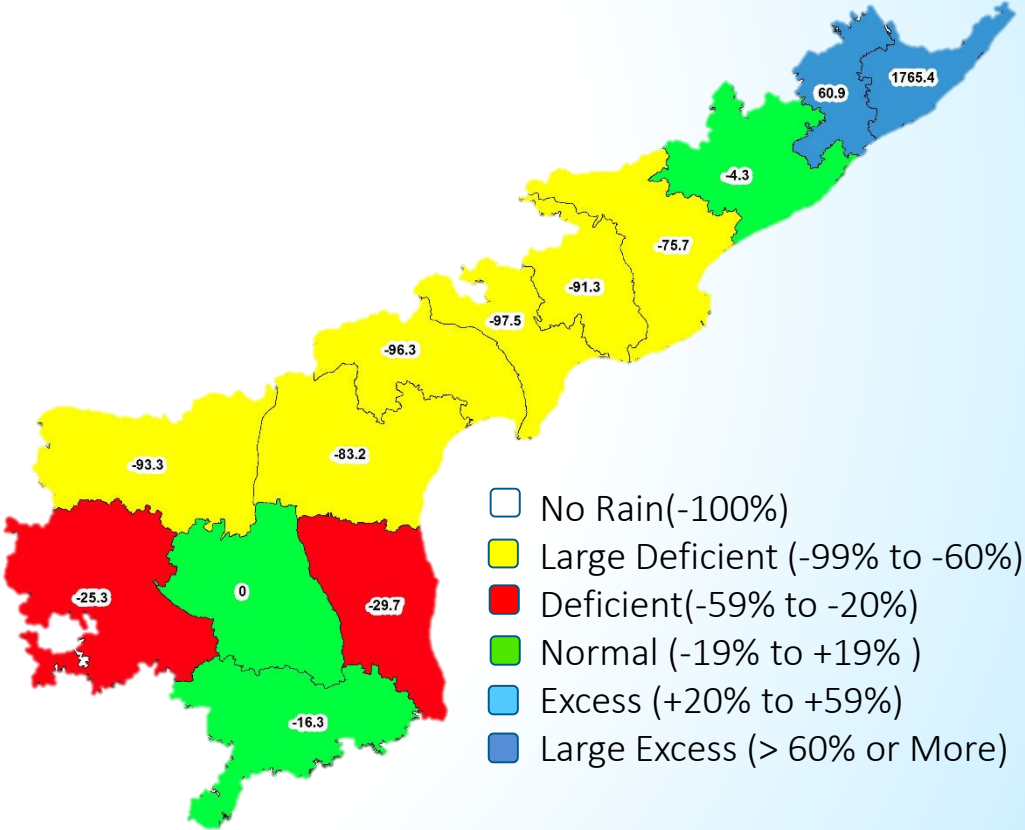 1765.4
60.9
-4.3
-75.7
-91.3
-97.5
-96.3
-83.2
-93.3
No Rain(-100%)
Large Deficient (-99% to -60%)
-25.3
0
-29.7
Deficient(-59% to -20%)
Normal (-19% to +19% )
Excess (+20% to +59%)
-16.3
Large Excess (> 60% or More)